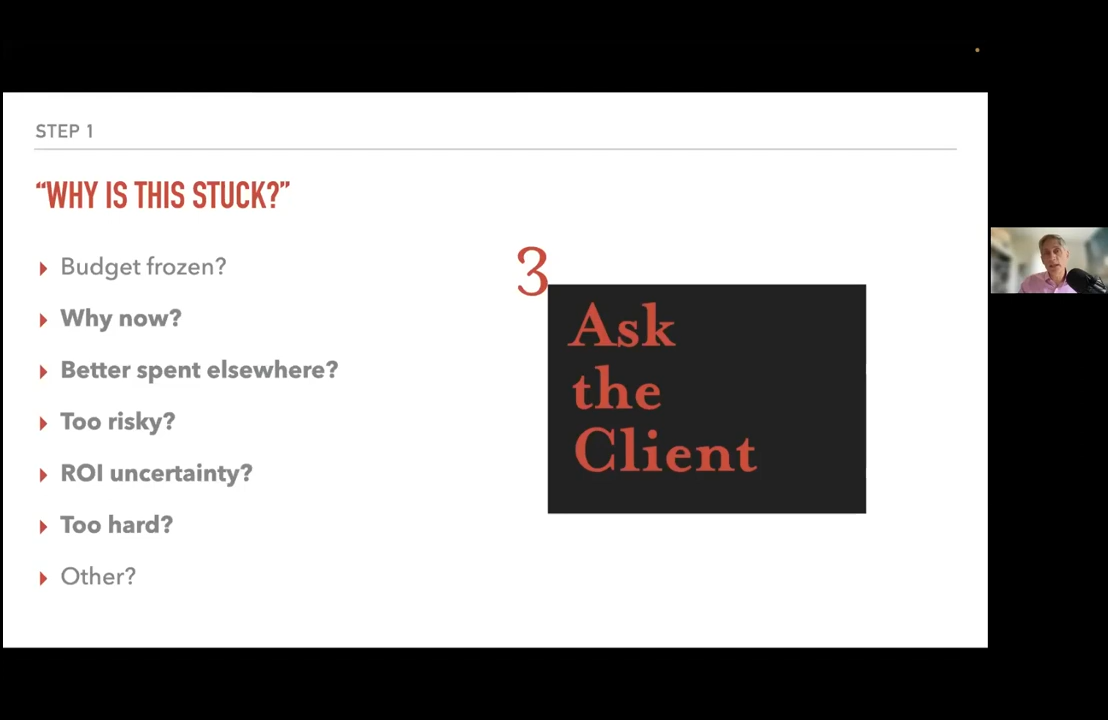 STEP 1
“WHY IS THIS STUCK?”
Budget frozen?
Why now?
Better spent elsewhere?
Too risky?
ROI uncertainty?
Too hard?
Other?
3
Ask
the
Client